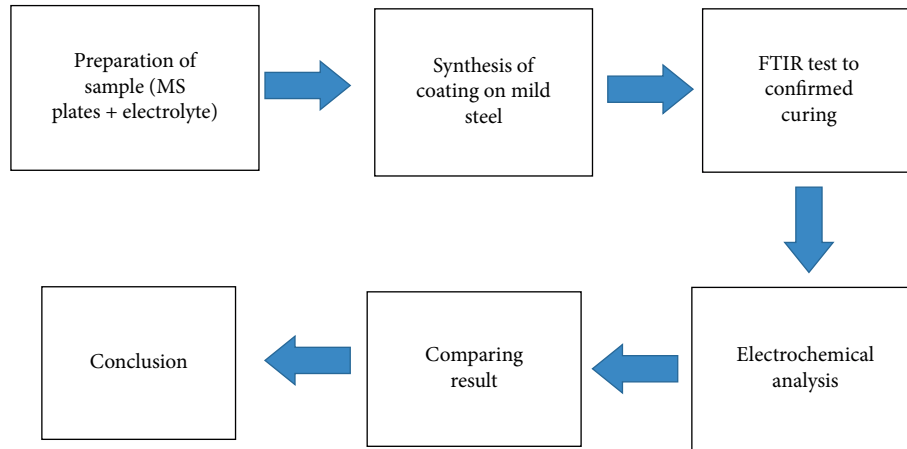 Preparation of
sample (MS
plates + electrolyte)
Synthesis of
coating on mild
steel
FTIR test to
confirmed
curing
Electrochemical
analysis
Comparing
result
Conclusion